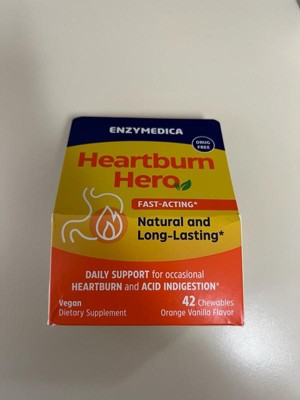 ENZYMEDICA
DRUG
FREE
Heartburn
Hero
FAST-ACTING*
Natural and
Long-Lasting*
DAILY SUPPORT for occasional
HEARTBURN and ACID INDIGESTION*
Vegan
Dietary Supplement
42 Chewables
Orange Vanilla Flavor